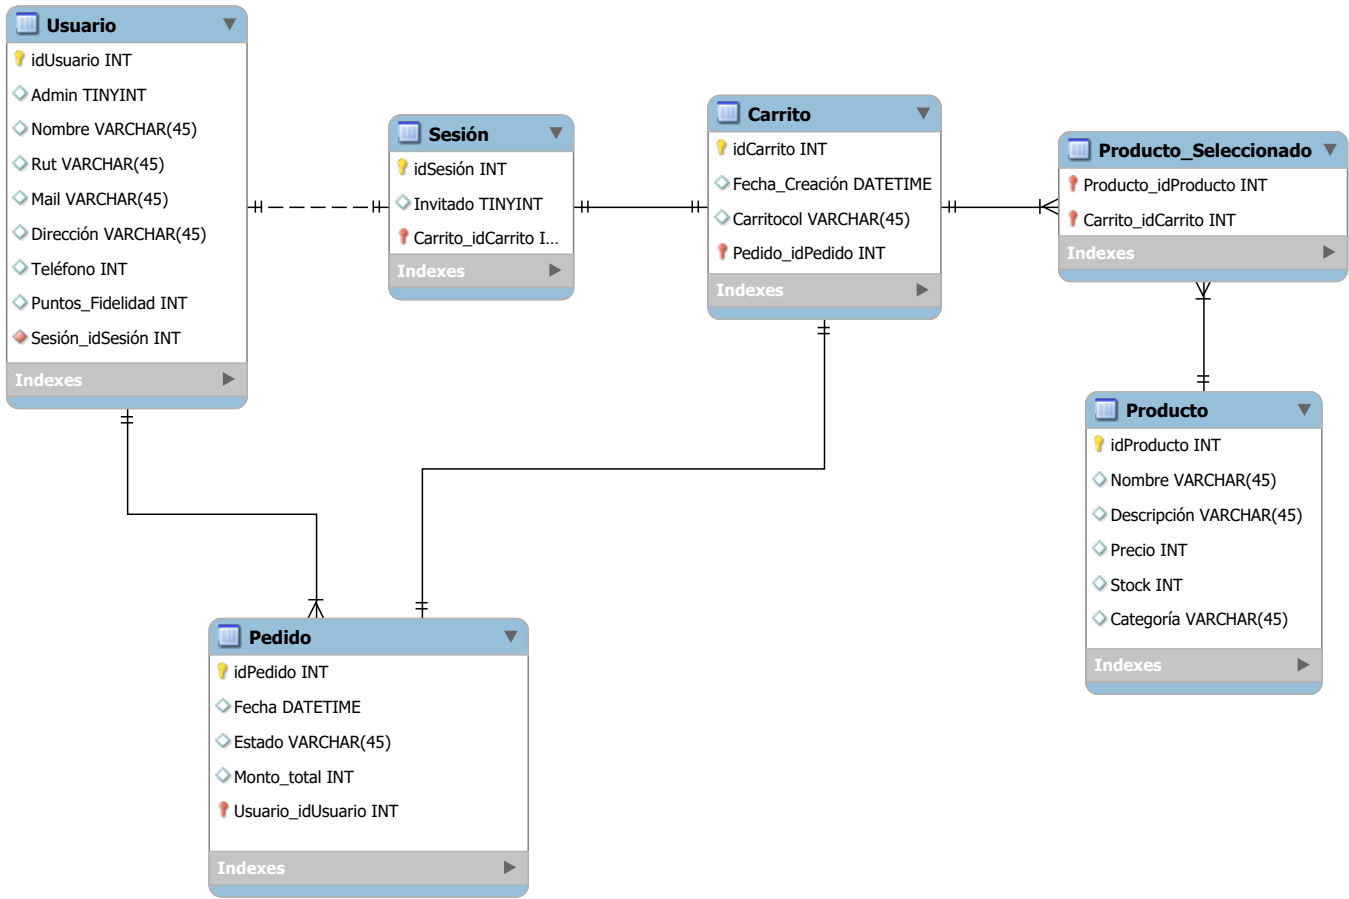 Usuario
idUsuario INT
Admin TINYINT
Nombre VARCHAR(45)
Rut VARCHAR(45)
Mail VARCHAR(45)
Dirección VARCHAR(45)
Teléfono INT
Puntos_Fidelidad INT
Sesión_idSesión INT
Indexes
Sesión
idSesión INT
Invitado TINYINT
Carrito_idCarrito I...
Indexes
Carrito
idCarrito INT
Fecha_Creación DATETIME
Carritocol VARCHAR(45)
Pedido_idPedido INT
Indexes
Producto_Seleccionado
Producto_idProducto INT
Carrito_idCarrito INT
Indexes
Producto
idProducto INT
Nombre VARCHAR(45)
Descripción VARCHAR(45)
Precio INT
Stock INT
Categoría VARCHAR(45)
Indexes
Pedido
idPedido INT
Fecha DATETIME
Estado VARCHAR(45)
Monto_total INT
Usuario_idUsuario INT
Indexes